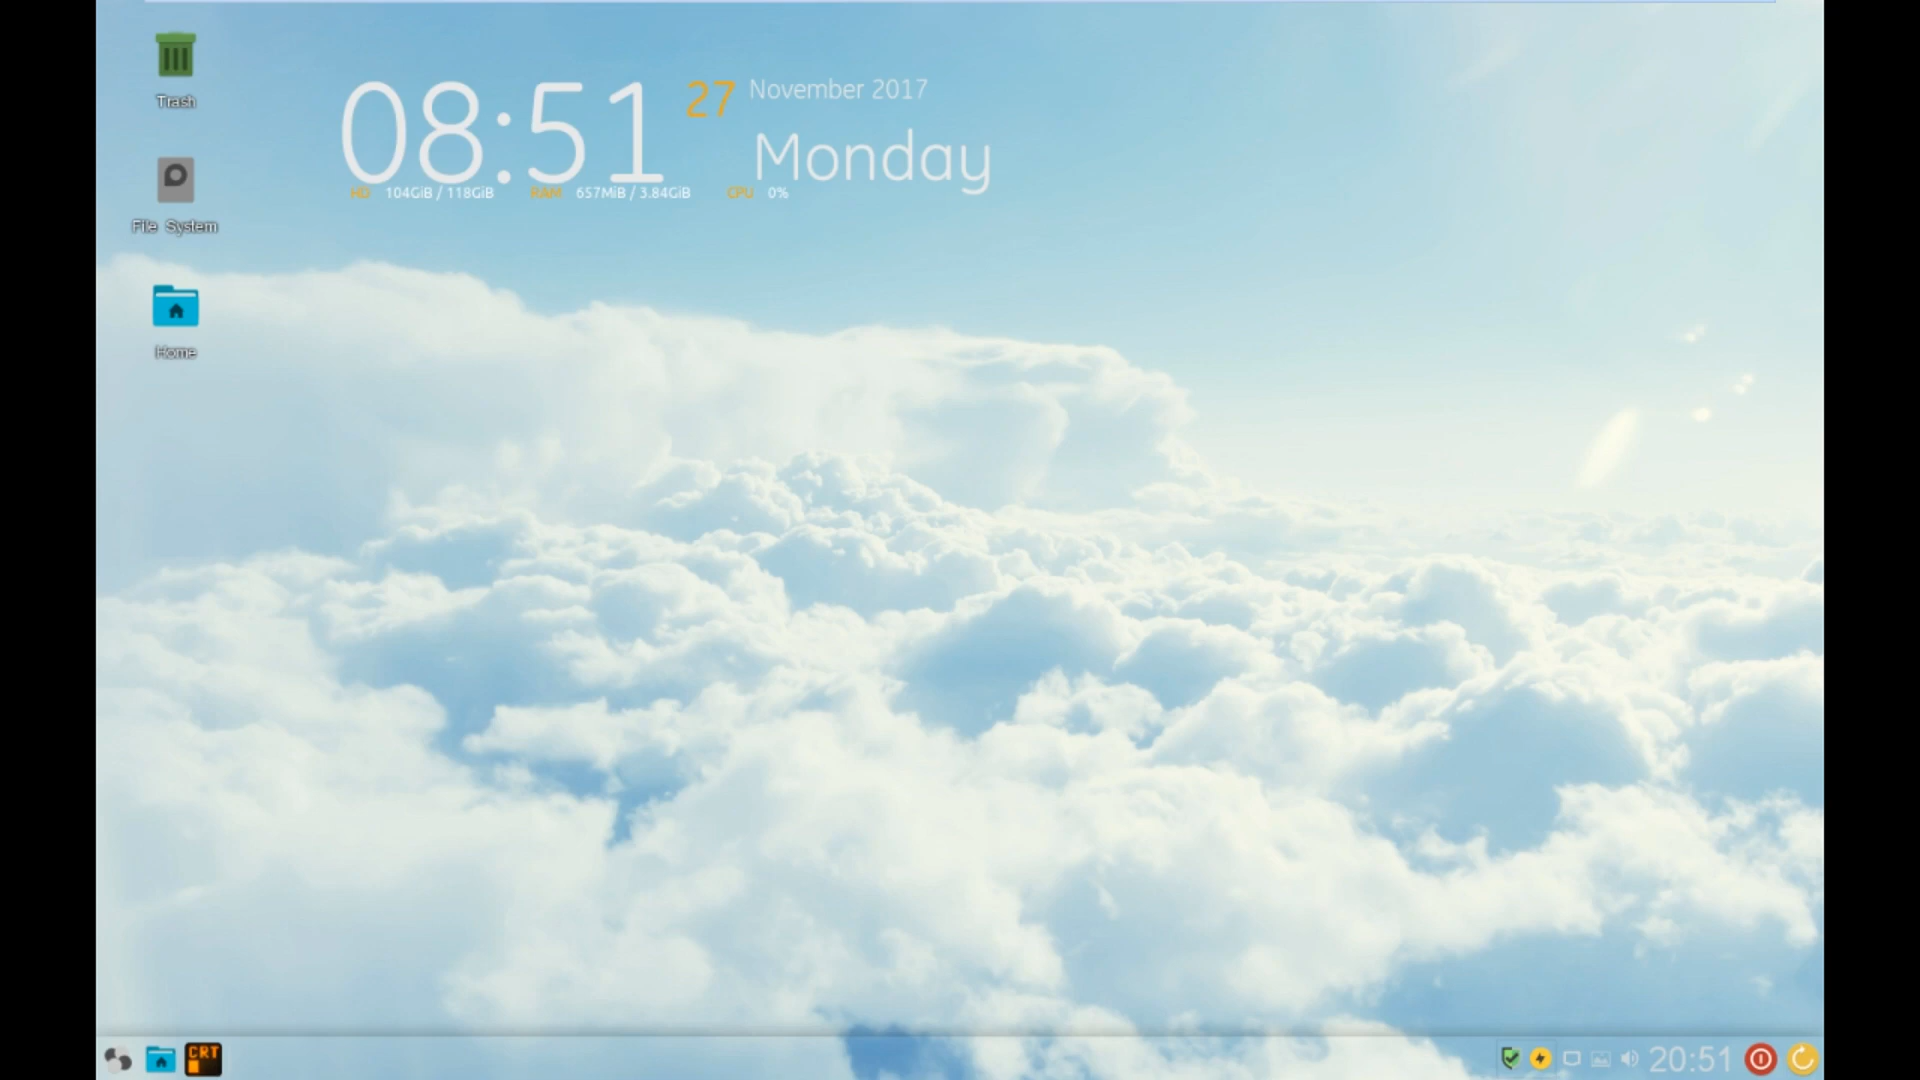 Trash
08:51 27 November 2017
Monday
HD 104GiB / 118GiB RAM 657MiB / 3.84GiB CPU 0%
File System
Home
CRT
20:51